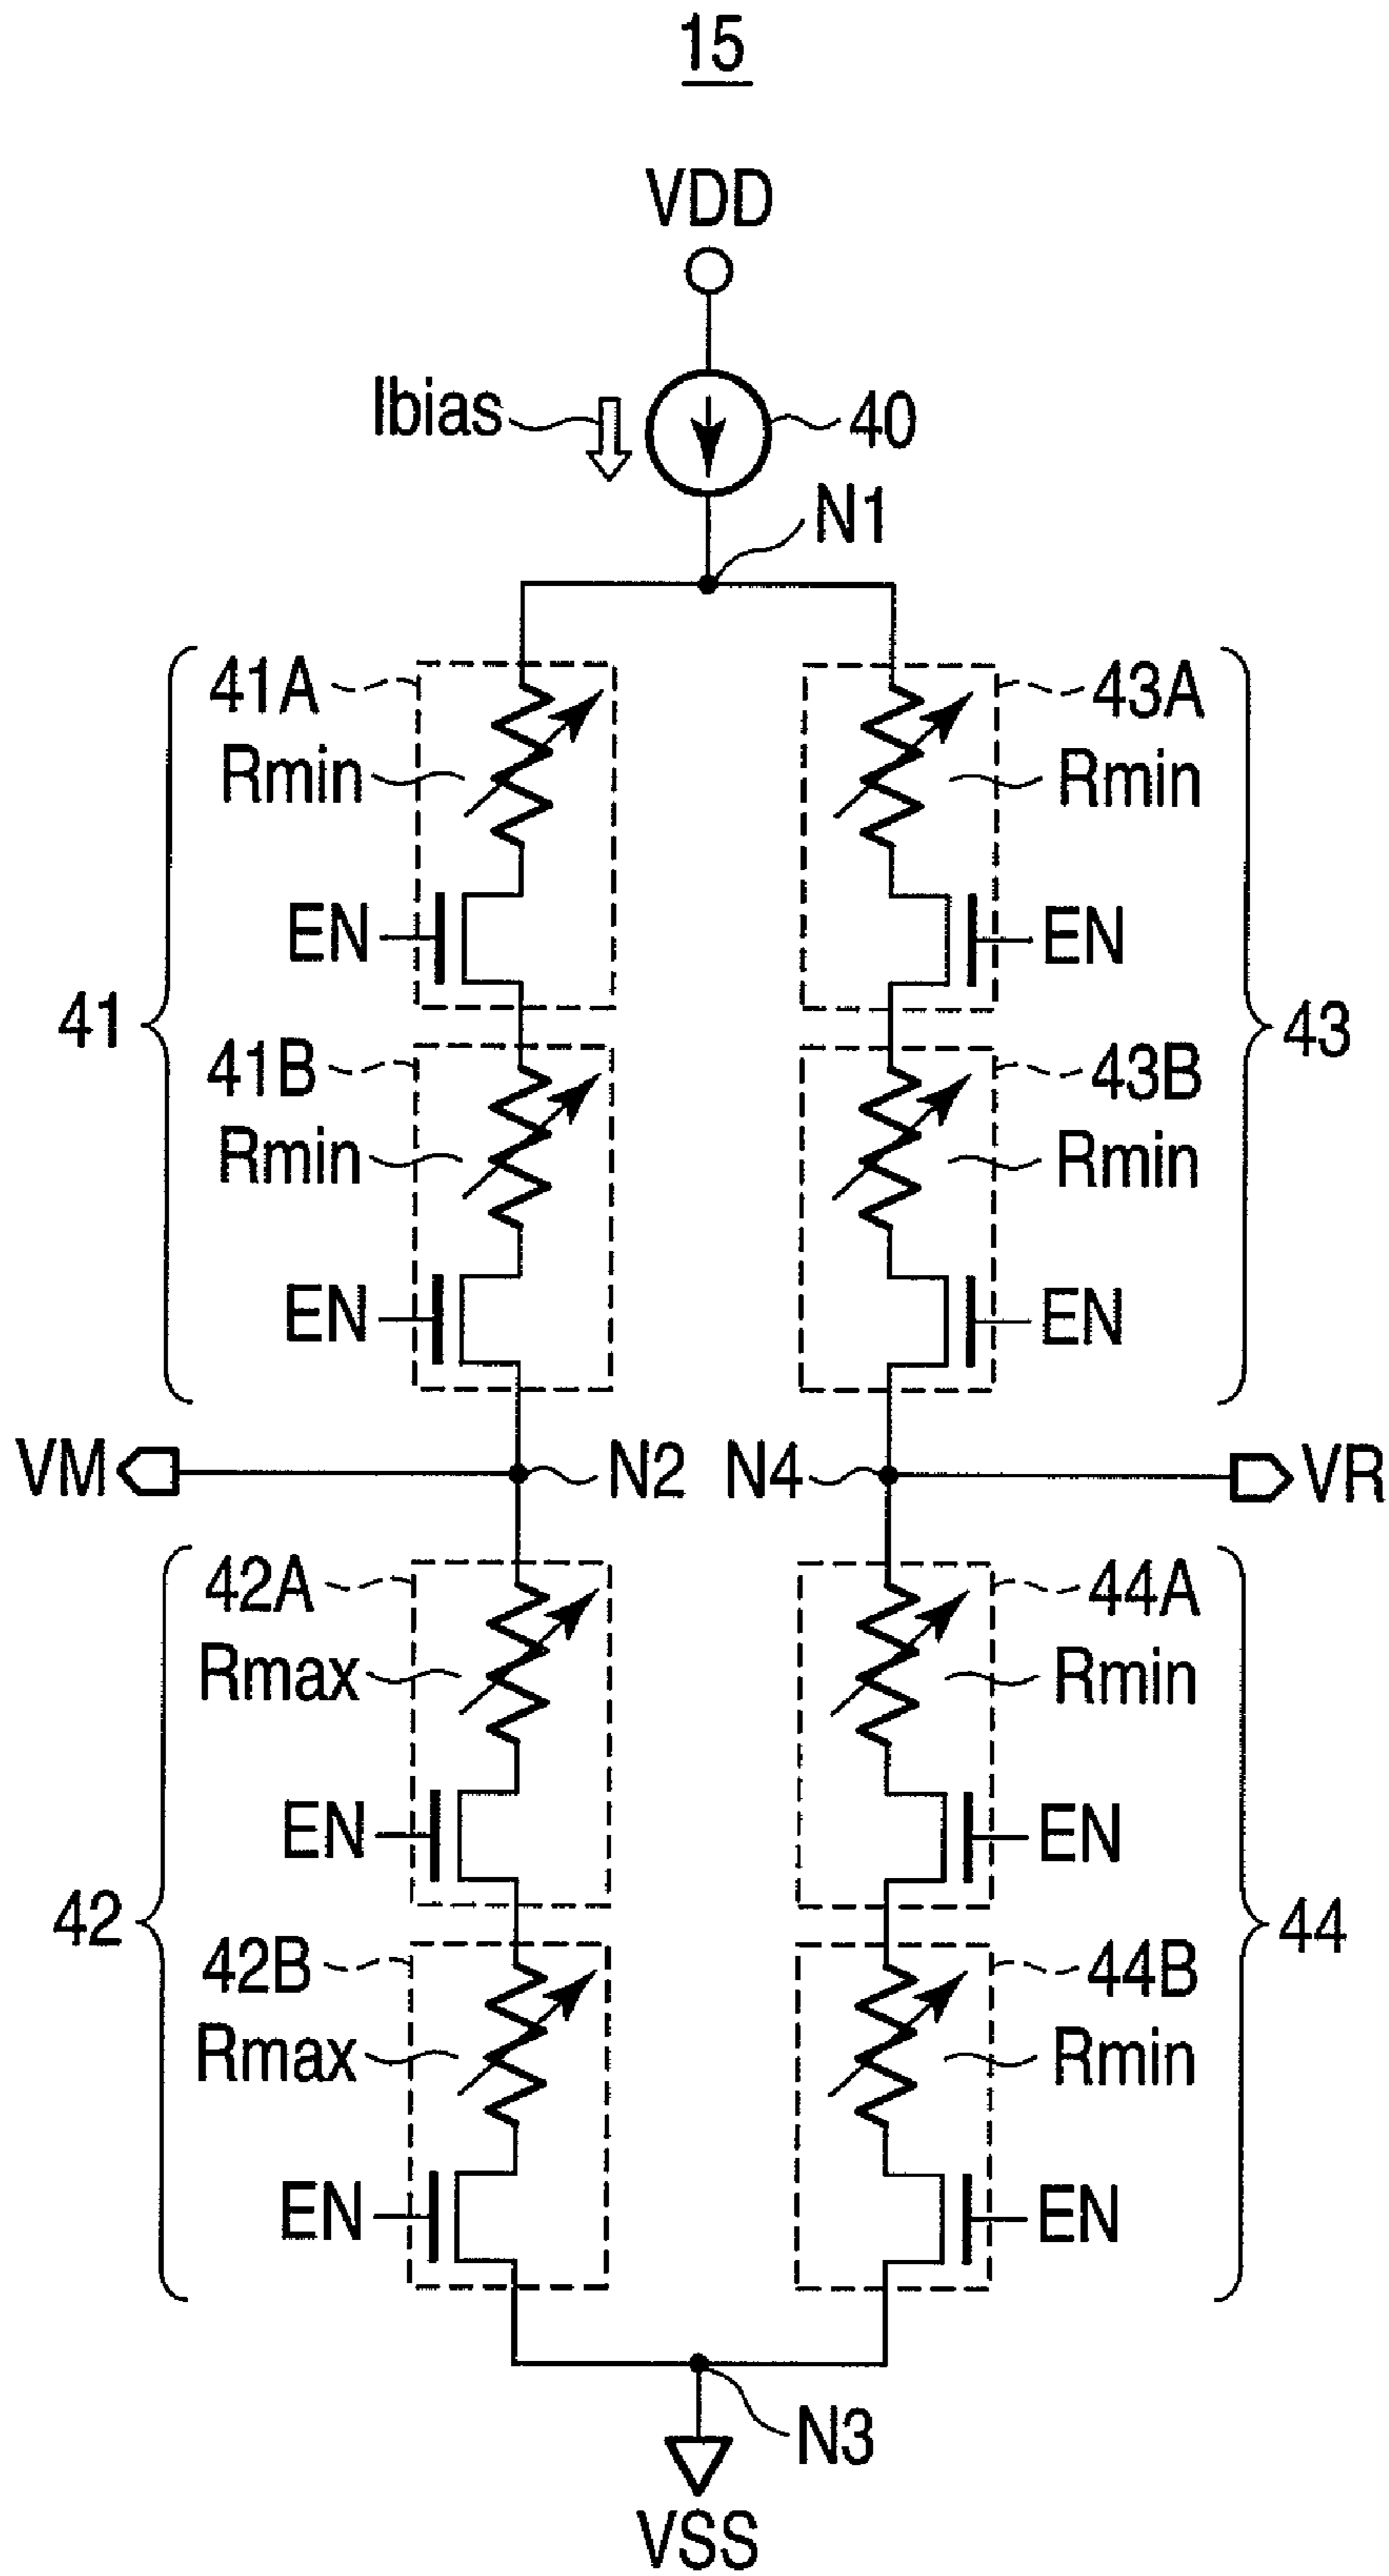 15
VDD
Ibias
40
N1
41A
43A
Rmin
Rmin
EN
EN
41
43
41B
43B
Rmin
Rmin
EN
EN
VM
N2
N4
VR
42A
44A
Rmax
Rmin
EN
EN
42
44
42B
44B
Rmax
Rmin
EN
EN
N3
VSS